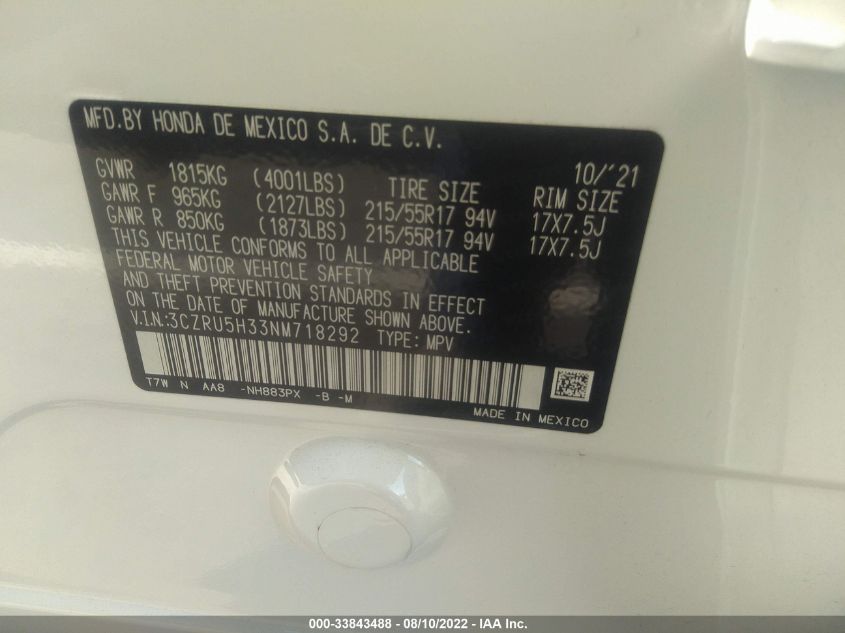 MFD.BY HONDA DE MEXICO S.A. DE C.V.
10/'21
GVWR 1815KG (4001LBS) TIRE SIZE RIM SIZE
GAWR F 965KG (2127LBS) 215/55R17 94V 17X7.5J
GAWR R 850KG (1873LBS) 215/55R17 94V 17X7.5J
THIS VEHICLE CONFORMS TO ALL APPLICABLE
FEDERAL MOTOR VEHICLE SAFETY
AND THEFT PREVENTION STANDARDS IN EFFECT
ON THE DATE OF MANUFACTURE SHOWN ABOVE.
V.I.N.:3CZRU5H33NM718292 TYPE: MPV
T7W N AA8 -NH883PX -B -M
MADE IN MEXICO
000-33843488 - 08/10/2022 - IAA Inc.